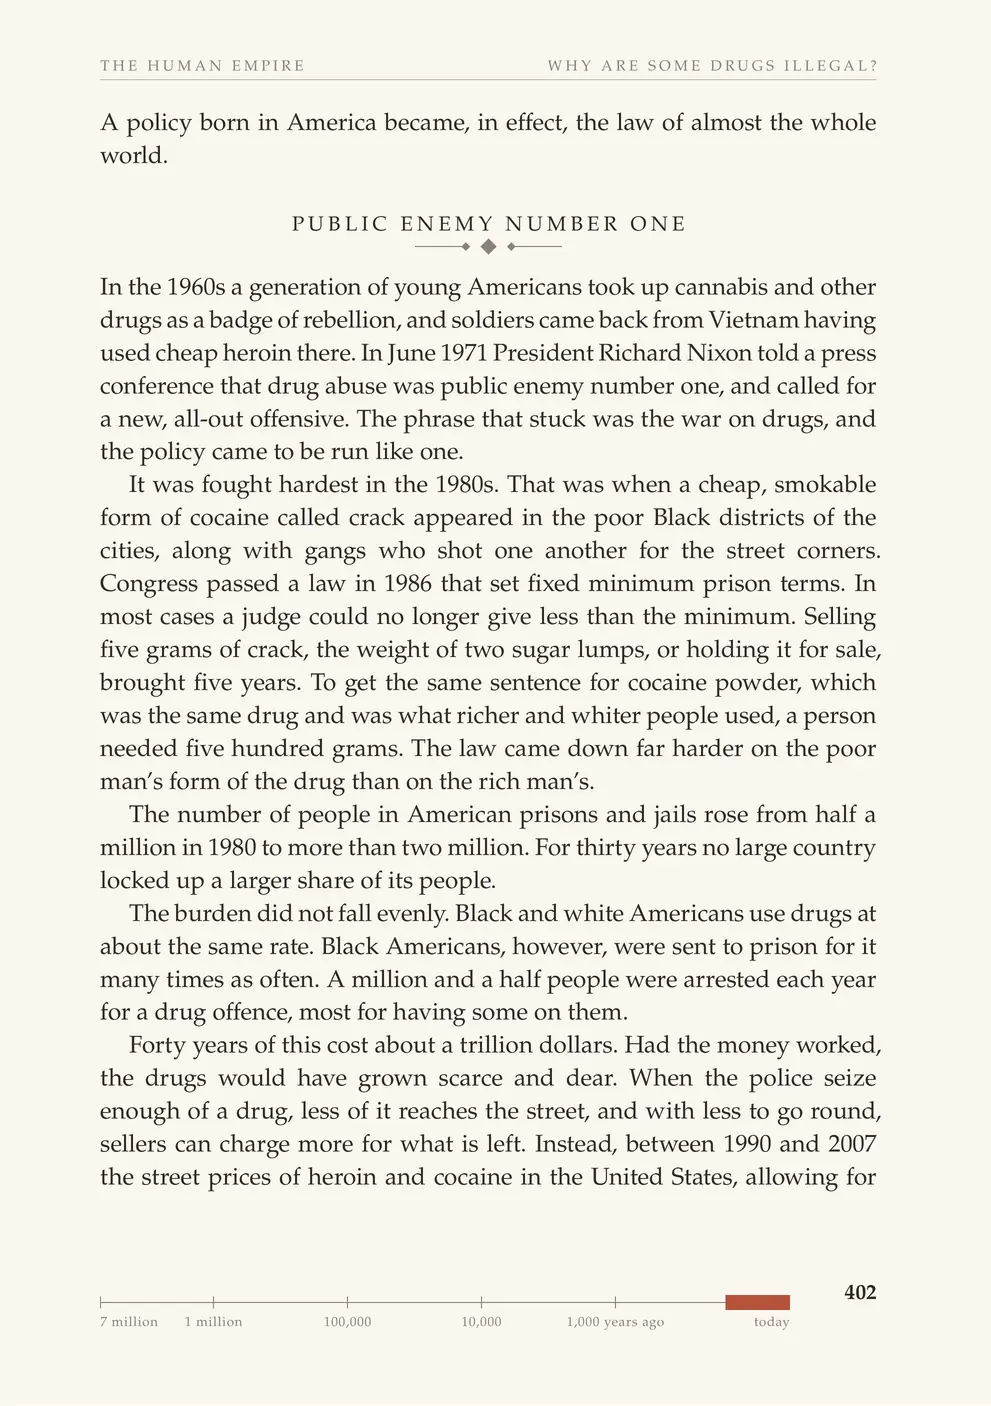 THE HUMAN EMPIRE
WHY ARE SOME DRUGS ILLEGAL?
A policy born in America became, in effect, the law of almost the whole
world.
PUBLIC ENEMY NUMBER ONE
In the 1960s a generation of young Americans took up cannabis and other
drugs as a badge of rebellion, and soldiers came back from Vietnam having
used cheap heroin there. In June 1971 President Richard Nixon told a press
conference that drug abuse was public enemy number one, and called for
a new, all-out offensive. The phrase that stuck was the war on drugs, and
the policy came to be run like one.
It was fought hardest in the 1980s. That was when a cheap, smokable
form of cocaine called crack appeared in the poor Black districts of the
cities, along with gangs who shot one another for the street corners.
Congress passed a law in 1986 that set fixed minimum prison terms. In
most cases a judge could no longer give less than the minimum. Selling
five grams of crack, the weight of two sugar lumps, or holding it for sale,
brought five years. To get the same sentence for cocaine powder, which
was the same drug and was what richer and whiter people used, a person
needed five hundred grams. The law came down far harder on the poor
man’s form of the drug than on the rich man’s.
The number of people in American prisons and jails rose from half a
million in 1980 to more than two million. For thirty years no large country
locked up a larger share of its people.
The burden did not fall evenly. Black and white Americans use drugs at
about the same rate. Black Americans, however, were sent to prison for it
many times as often. A million and a half people were arrested each year
for a drug offence, most for having some on them.
Forty years of this cost about a trillion dollars. Had the money worked,
the drugs would have grown scarce and dear. When the police seize
enough of a drug, less of it reaches the street, and with less to go round,
sellers can charge more for what is left. Instead, between 1990 and 2007
the street prices of heroin and cocaine in the United States, allowing for
402
7 million
1 million
100,000
10,000
1,000 years ago
today